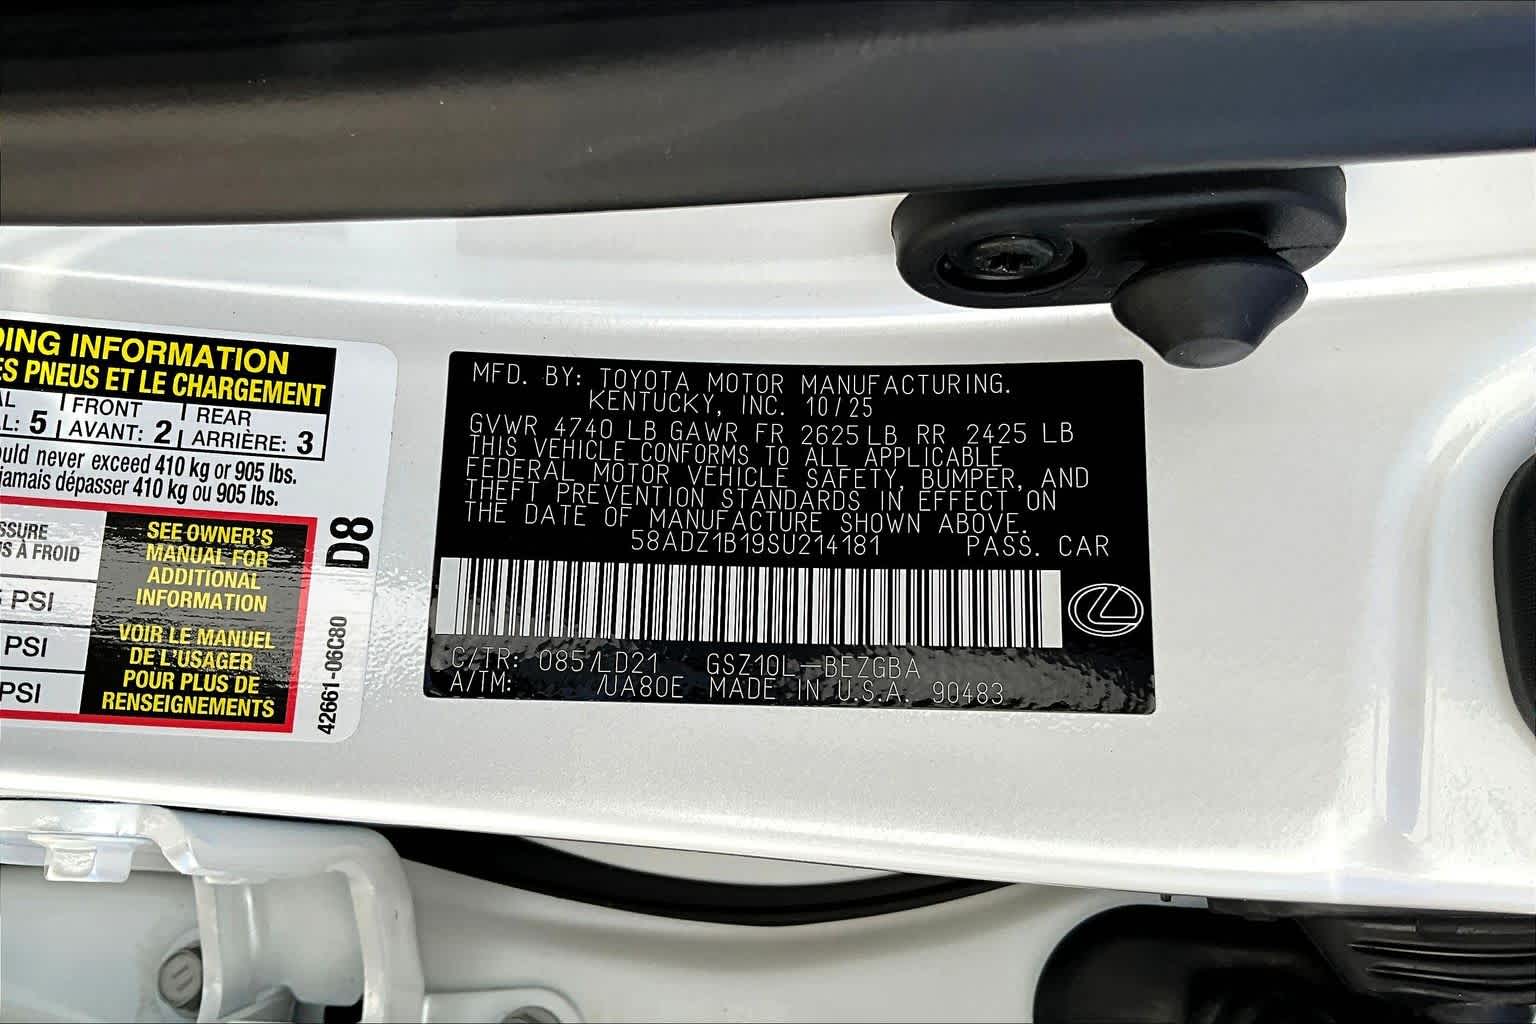 DING INFORMATION
ES PNEUS ET LE CHARGEMENT
AL FRONT REAR
L: 5 AVANT: 2 ARRIÈRE: 3
uld never exceed 410 kg or 905 lbs.
jamais dépasser 410 kg ou 905 lbs.
SSURE
S À FROID
PSI
PSI
PSI
SEE OWNER'S
MANUAL FOR
ADDITIONAL
INFORMATION
VOIR LE MANUEL
DE L'USAGER
POUR PLUS DE
RENSEIGNEMENTS
D8
42661-06C80
MFD. BY: TOYOTA MOTOR MANUFACTURING.
KENTUCKY, INC. 10/25
GVWR 4740 LB GAWR FR 2625 LB RR 2425 LB
THIS VEHICLE CONFORMS TO ALL APPLICABLE
FEDERAL MOTOR VEHICLE SAFETY, BUMPER, AND
THEFT PREVENTION STANDARDS IN EFFECT ON
THE DATE OF MANUFACTURE SHOWN ABOVE.
58ADZ1B19SU214181 PASS. CAR
C/TR: 085/LD21 GSZ10L-BEZGBA
A/TM: /UA80E MADE IN U.S.A. 90483